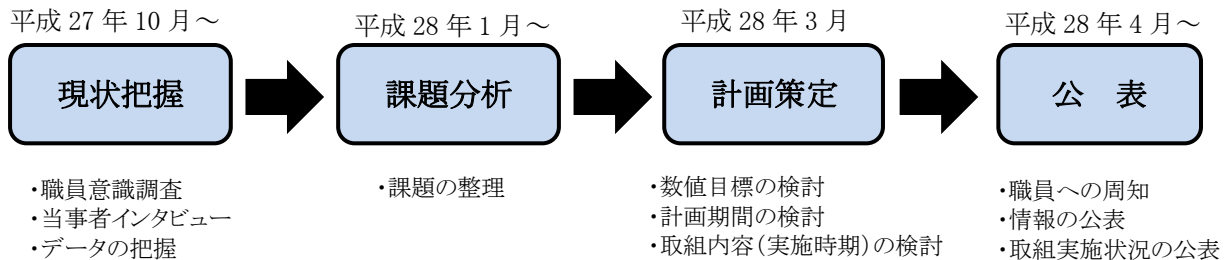 平成 27 年 10 月～
現状把握
・職員意識調査
・当事者インタビュー
・データの把握
平成 28 年 1 月～
課題分析
・課題の整理
平成 28 年 3 月
計画策定
・数値目標の検討
・計画期間の検討
・取組内容（実施時期）の検討
平成 28 年 4 月～
公　表
・職員への周知
・情報の公表
・取組実施状況の公表